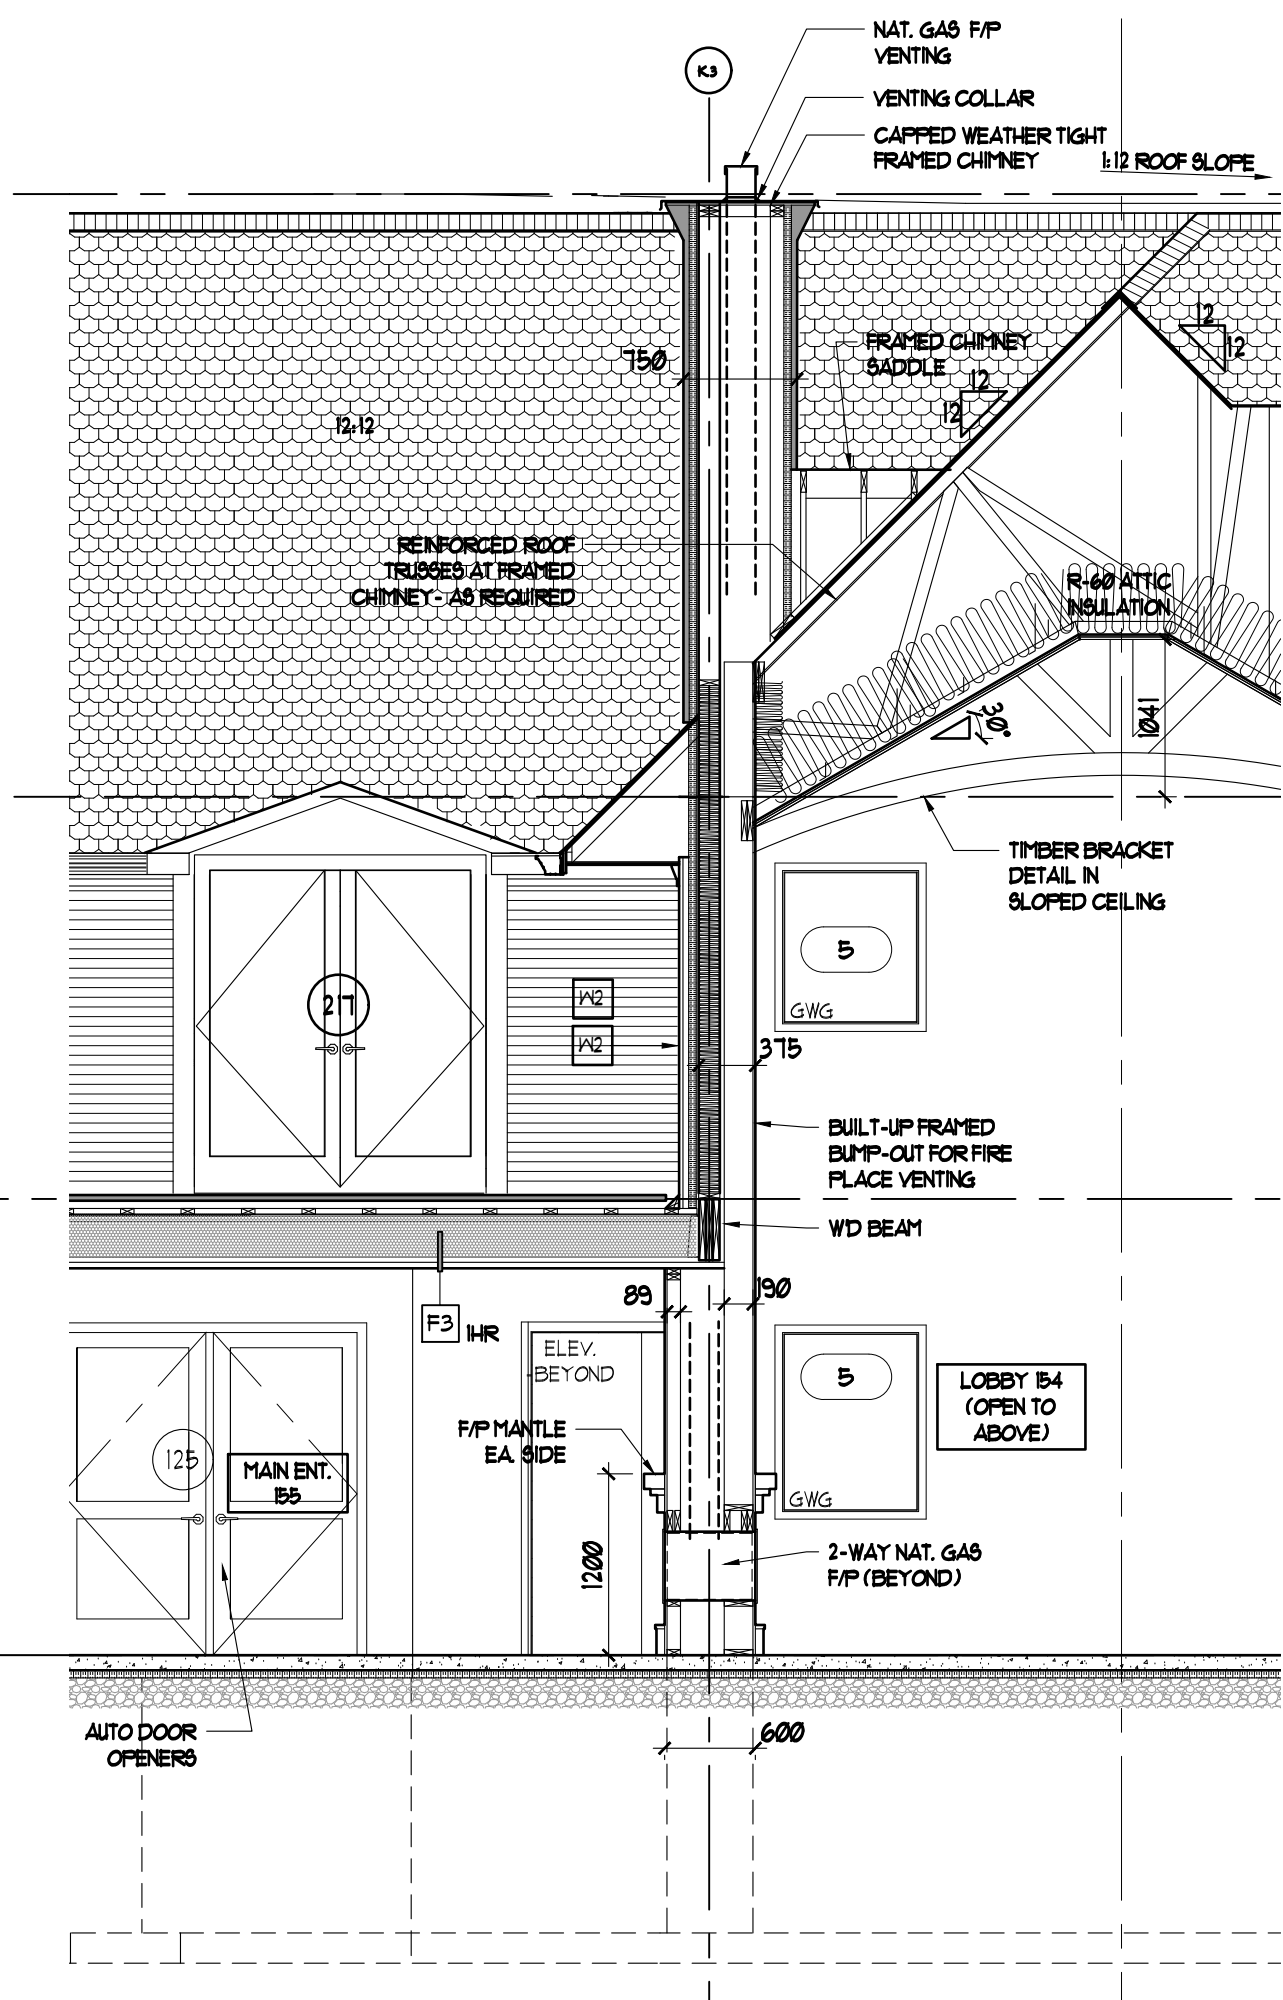 NAT. GAS F/P
VENTING
K3
VENTING COLLAR
CAPPED WEATHER TIGHT
FRAMED CHIMNEY
1:12 ROOF SLOPE
12
12
FRAMED CHIMNEY
SADDLE
750
12
12
12:12
REINFORCED ROOF
TRUSSES AT FRAMED
CHIMNEY - AS REQUIRED
R-60 ATTIC
INSULATION
30°
1041
TIMBER BRACKET
DETAIL IN
SLOPED CEILING
5
GWG
217
W2
W2
375
BUILT-UP FRAMED
BUMP-OUT FOR FIRE
PLACE VENTING
WD BEAM
89
190
F3
1HR
ELEV.
BEYOND
5
GWG
LOBBY 154
(OPEN TO
ABOVE)
F/P MANTLE
EA. SIDE
125
MAIN ENT.
155
1200
2-WAY NAT. GAS
F/P (BEYOND)
AUTO DOOR
OPENERS
600